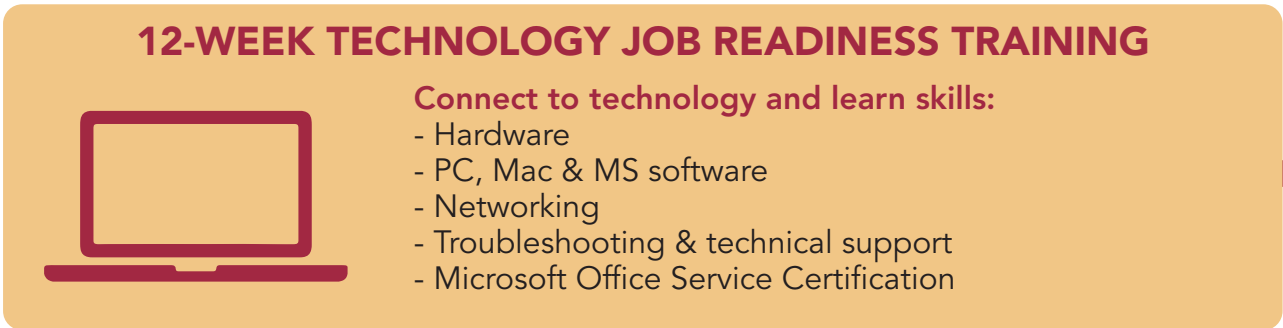 12-WEEK TECHNOLOGY JOB READINESS TRAINING
Connect to technology and learn skills:
- Hardware
- PC, Mac & MS software
- Networking
- Troubleshooting & technical support
- Microsoft Office Service Certification